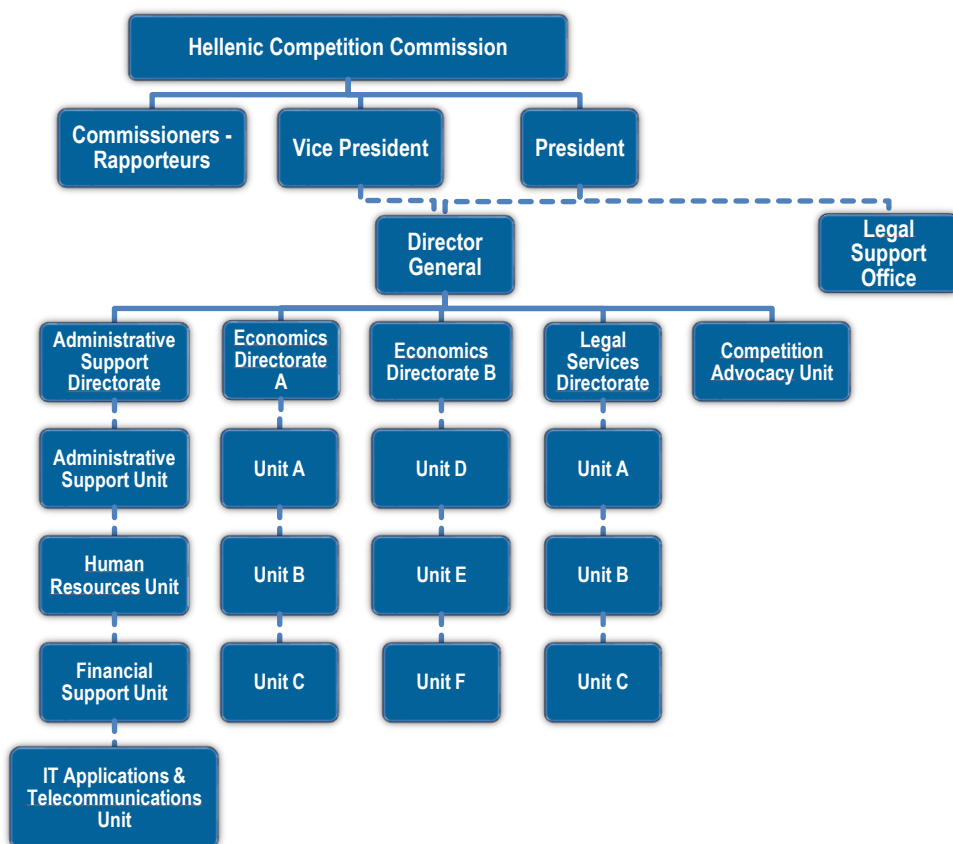 Hellenic Competition Commission
Commissioners -
Rapporteurs
Vice President
President
Director
General
Legal
Support
Office
Administrative
Support
Directorate
Economics
Directorate
A
Economics
Directorate B
Legal
Services
Directorate
Competition
Advocacy Unit
Administrative
Support Unit
Unit A
Unit D
Unit A
Human
Resources Unit
Unit B
Unit E
Unit B
Financial
Support Unit
Unit C
Unit F
Unit C
IT Applications &
Telecommunications
Unit